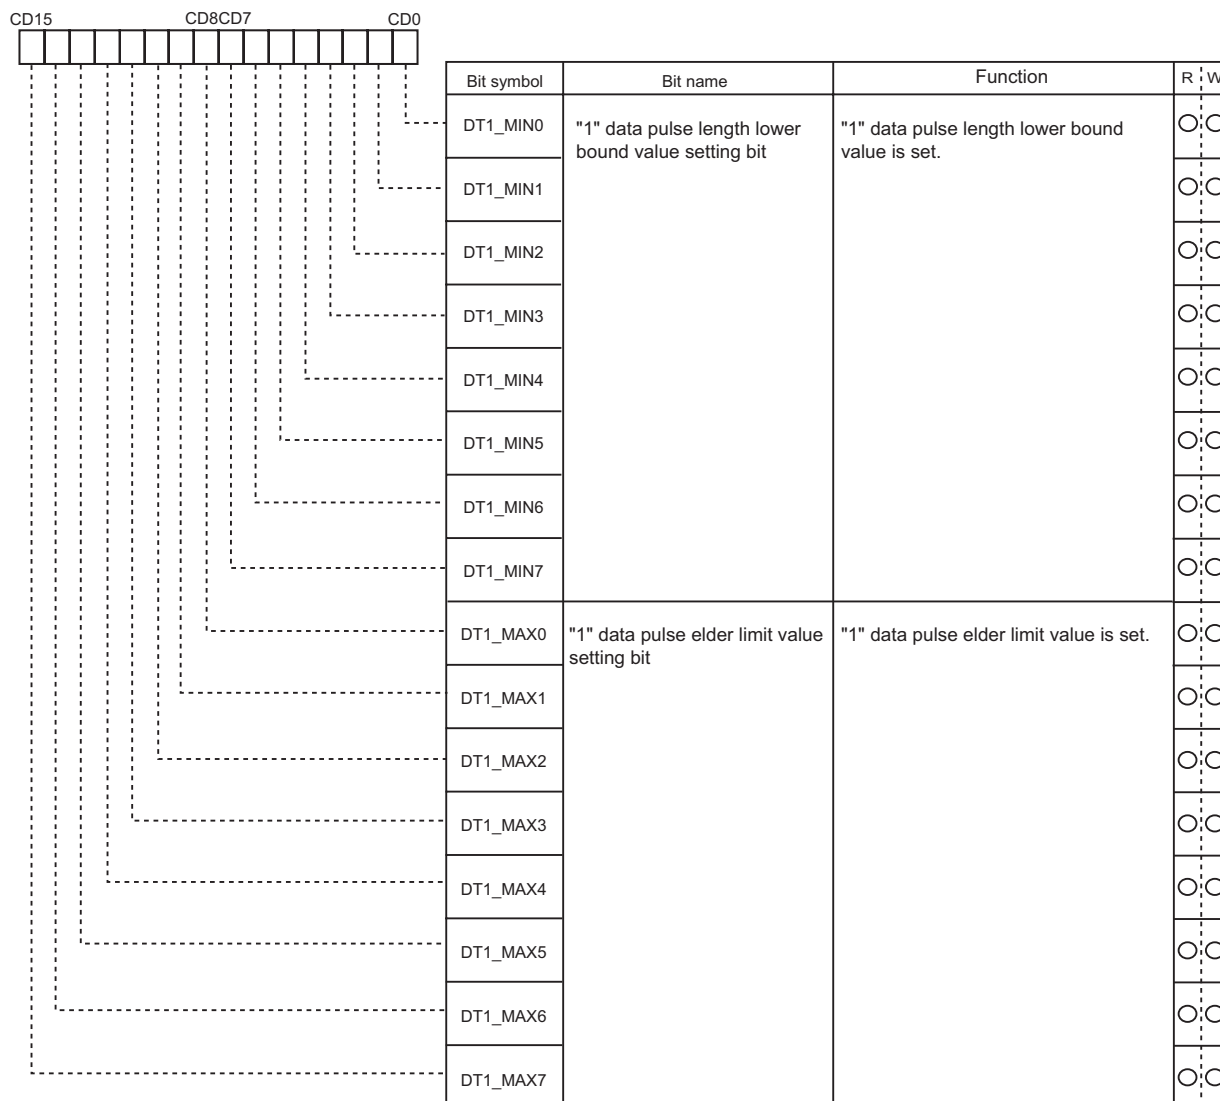 CD15 CD8CD7 CD0
Bit symbol Bit name Function R W
DT1_MIN0 "1" data pulse length lower "1" data pulse length lower bound
bound value setting bit value is set.
DT1_MIN1
DT1_MIN2
DT1_MIN3
DT1_MIN4
DT1_MIN5
DT1_MIN6
DT1_MIN7
DT1_MAX0 "1" data pulse elder limit value "1" data pulse elder limit value is set.
setting bit
DT1_MAX1
DT1_MAX2
DT1_MAX3
DT1_MAX4
DT1_MAX5
DT1_MAX6
DT1_MAX7